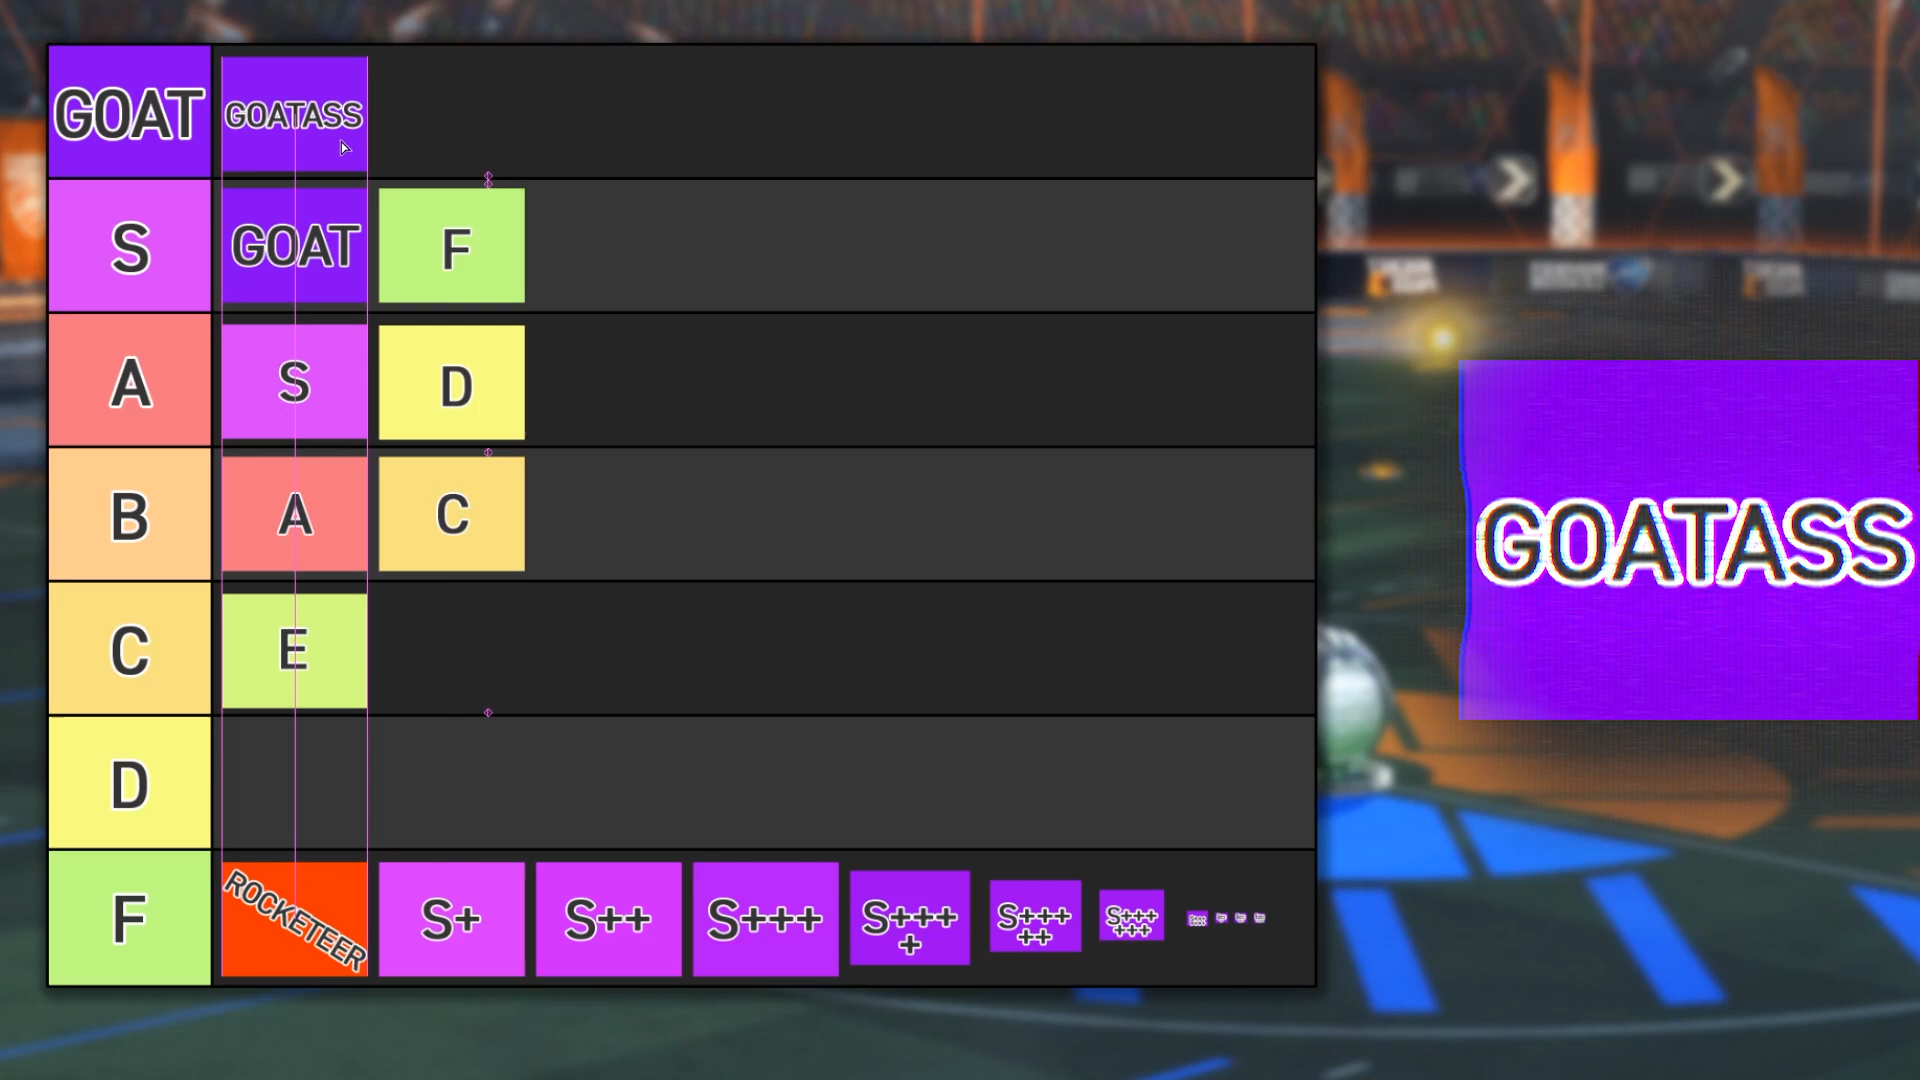 GOAT
GOATASS
S
GOAT
F
A
S
D
B
A
C
C
E
D
F
ROCKETEER
S+
S++
S+++
S+++
+
S+++
++
S+++
+++
GOATASS